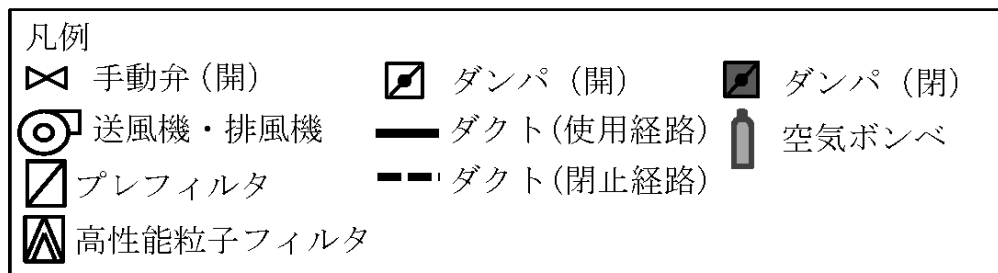 凡例
手動弁(開) ダンパ(開) ダンパ(閉)
送風機・排風機 ダクト(使用経路) 空気ボンベ
プレフィルタ ダクト(閉止経路)
高性能粒子フィルタ